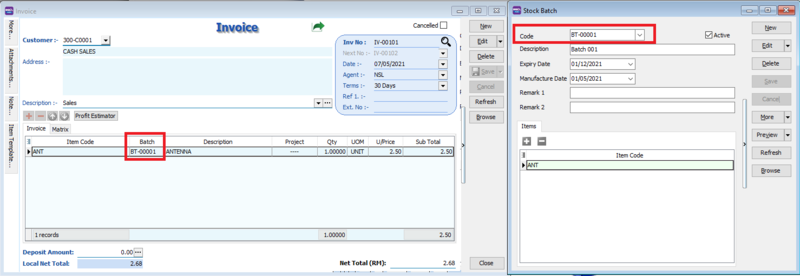 Invoice
More...
Attachments...
Note...
Item Template...
Invoice
Cancelled
Customer :- 300-C0001
CASH SALES
Address :-
Inv No : IV-00101
Next No : IV-00102
Date :- 07/05/2021
Agent :- NSL
Terms :- 30 Days
Ref 1. :-
Ext. No :-
Description :- Sales
Profit Estimator
Invoice Matrix
Item Code Batch Description Project Qty UOM U/Price Sub Total
ANT BT-00001 ANTENNA ---- 1.00000 UNIT 2.50 2.50
1 records 1.00000 2.50
Deposit Amount: 0.00
Local Net Total: 2.68
Net Total (RM): 2.68
New
Edit
Delete
Save
Cancel
Refresh
Browse
Close
Stock Batch
Code BT-00001
Active
Description Batch 001
Expiry Date 01/12/2021
Manufacture Date 01/05/2021
Remark 1
Remark 2
Items
Item Code
ANT
New
Edit
Delete
Save
Cancel
More
Preview
Refresh
Browse